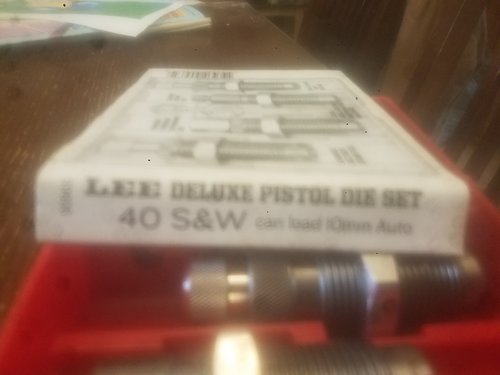 LEE DELUXE PISTOL DIE SET
40 S&W can load 10mm Auto